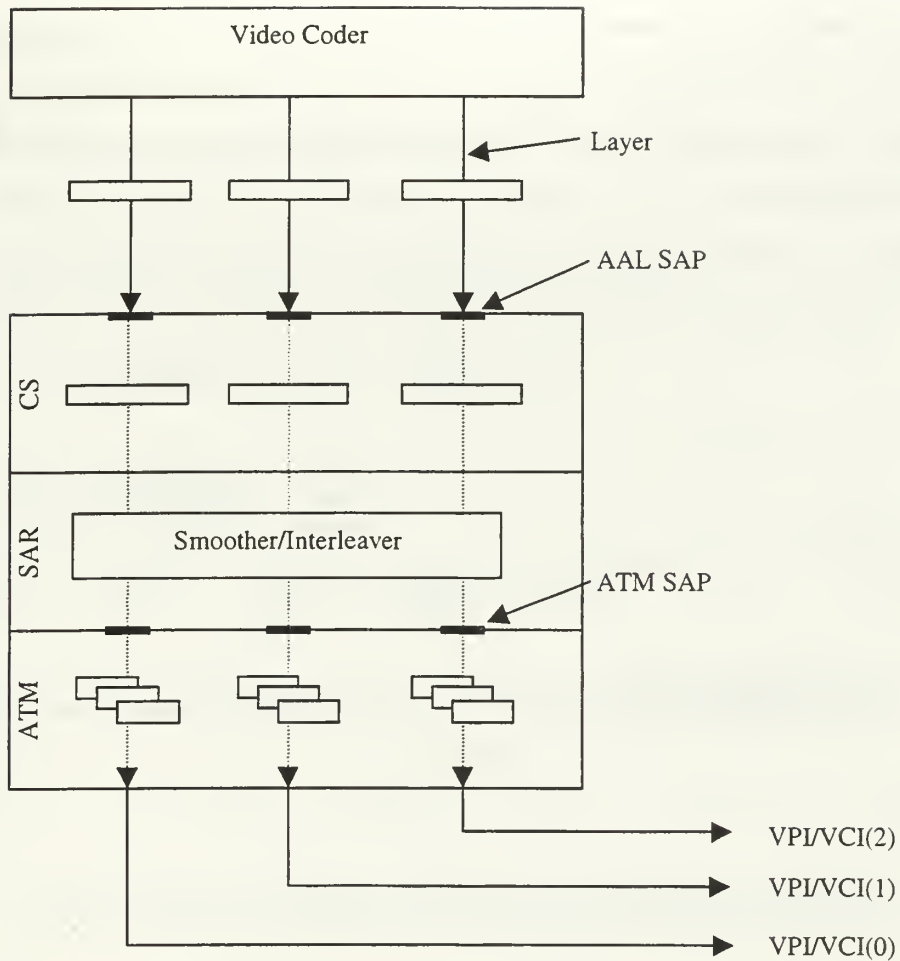 Video Coder
Layer
AAL SAP
CS
Smoother/Interleaver
SAR
ATM SAP
ATM
VPI/VCI(2)
VPI/VCI(1)
VPI/VCI(0)